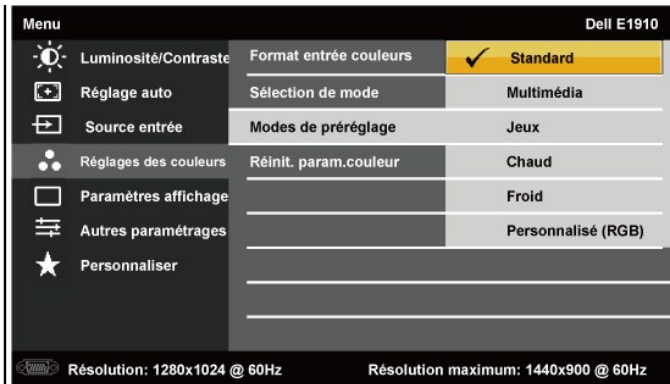 Menu Dell E1910
Luminosité/Contraste
Réglage auto
Source entrée
Réglages des couleurs
Paramètres affichage
Autres paramétrages
Personnaliser
Format entrée couleurs
Sélection de mode
Modes de préréglage
Réinit. param.couleur
Standard
Multimédia
Jeux
Chaud
Froid
Personnalisé (RGB)
Résolution: 1280x1024 @ 60Hz Résolution maximum: 1440x900 @ 60Hz